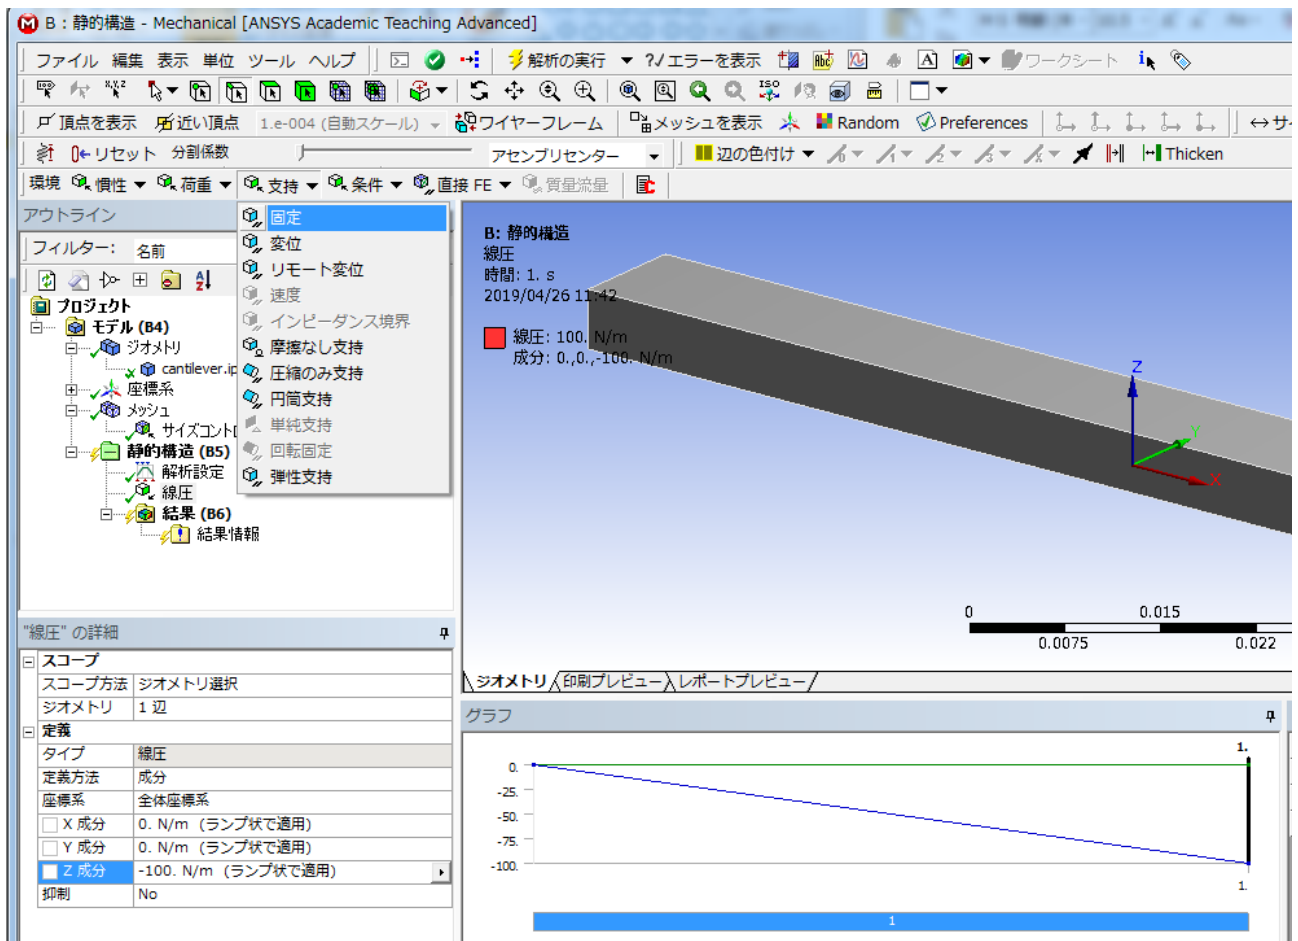 B : 静的構造 - Mechanical [ANSYS Academic Teaching Advanced]
ファイル 編集 表示 単位 ツール ヘルプ 解析の実行 ?/エラーを表示 ワークシート
頂点を表示 近い頂点 1.e-004 (自動スケール) ワイヤーフレーム メッシュを表示 Random Preferences サイ
リセット 分割係数 アセンブリセンター 辺の色付け Thicken
環境 慣性 荷重 支持 条件 直接 FE 質量流量
アウトライン
フィルター: 名前
固定
変位
リモート変位
速度
インピーダンス境界
摩擦なし支持
圧縮のみ支持
円筒支持
単純支持
回転固定
弾性支持
プロジェクト
モデル (B4)
ジオメトリ
cantilever.ip
座標系
メッシュ
サイズコントロ
静的構造 (B5)
解析設定
線圧
結果 (B6)
結果情報
B: 静的構造
線圧
時間: 1. s
2019/04/26 11:42
線圧: 100. N/m
成分: 0.,0.,-100. N/m
Z
Y
X
0 0.015
0.0075 0.022
ジオメトリ 印刷プレビュー レポートプレビュー
"線圧" の詳細
スコープ
スコープ方法 ジオメトリ選択
ジオメトリ 1 辺
定義
タイプ 線圧
定義方法 成分
座標系 全体座標系
X 成分 0. N/m (ランプ状で適用)
Y 成分 0. N/m (ランプ状で適用)
Z 成分 -100. N/m (ランプ状で適用)
抑制 No
グラフ
1.
0.
-25.
-50.
-75.
-100.
1.
1